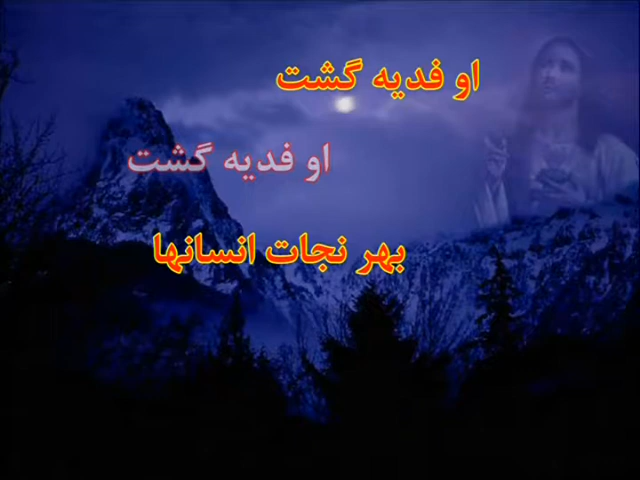 او فدیه گشت
او فدیه گشت
بهر نجات انسانها